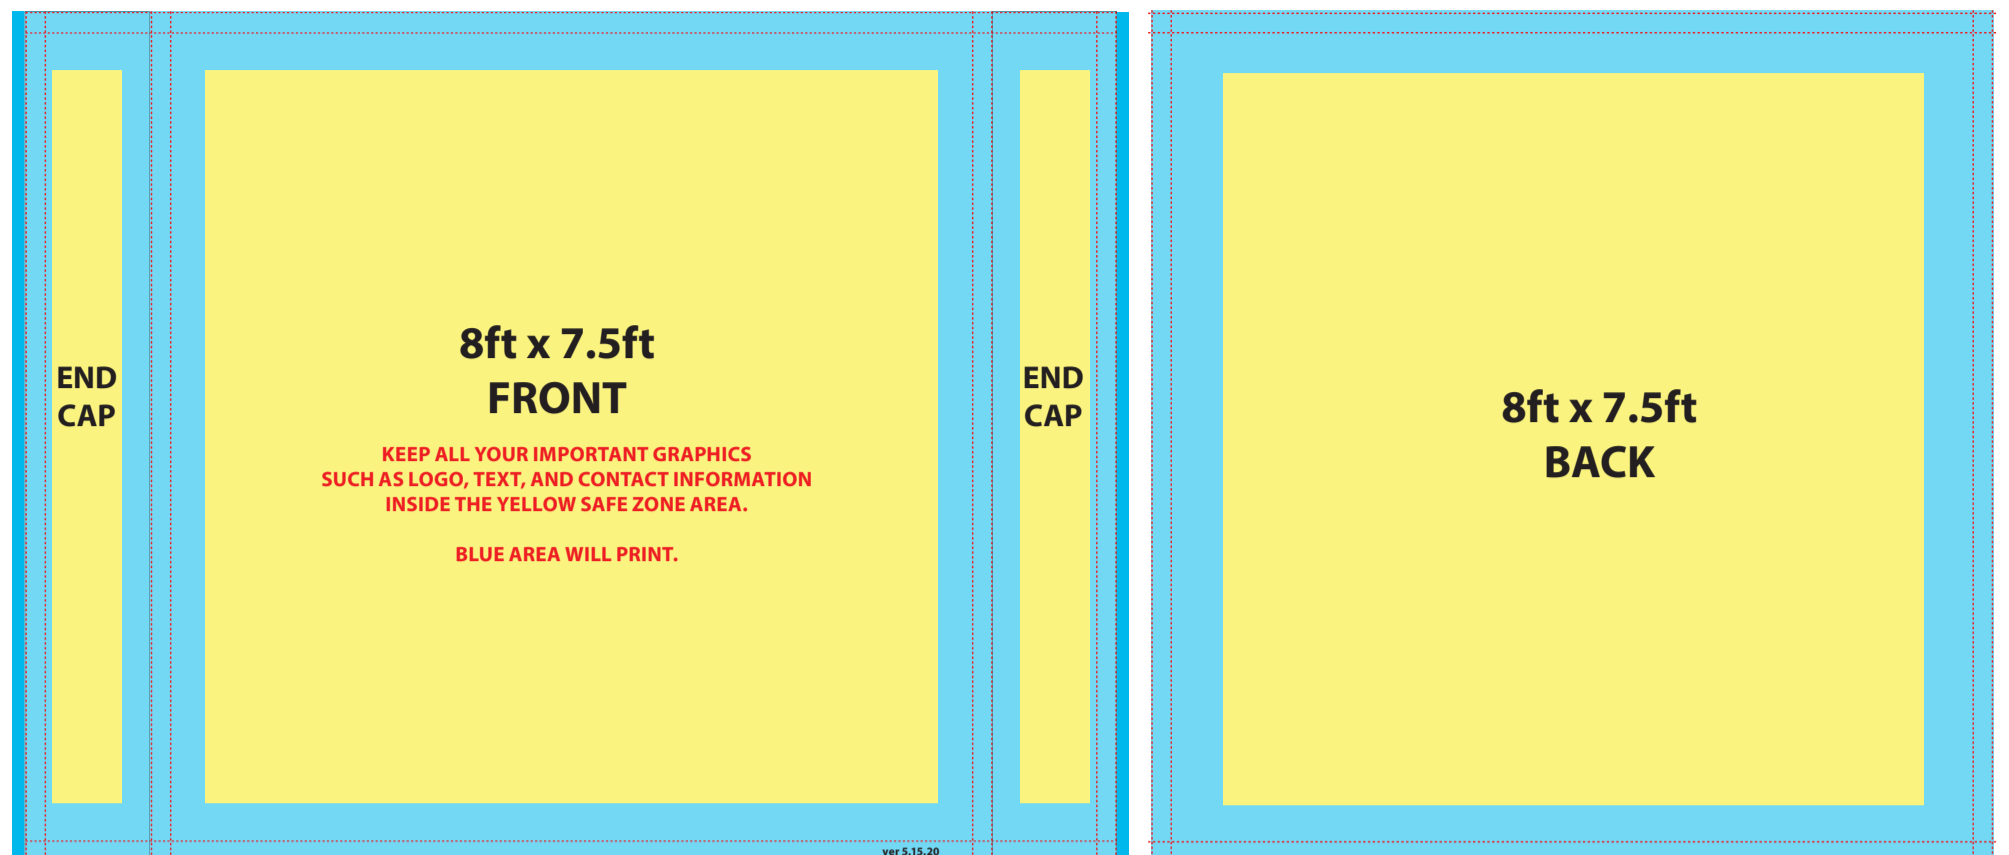 END
CAP
8ft x 7.5ft
FRONT
KEEP ALL YOUR IMPORTANT GRAPHICS
SUCH AS LOGO, TEXT, AND CONTACT INFORMATION
INSIDE THE YELLOW SAFE ZONE AREA.
BLUE AREA WILL PRINT.
END
CAP
ver 5.15.20
8ft x 7.5ft
BACK